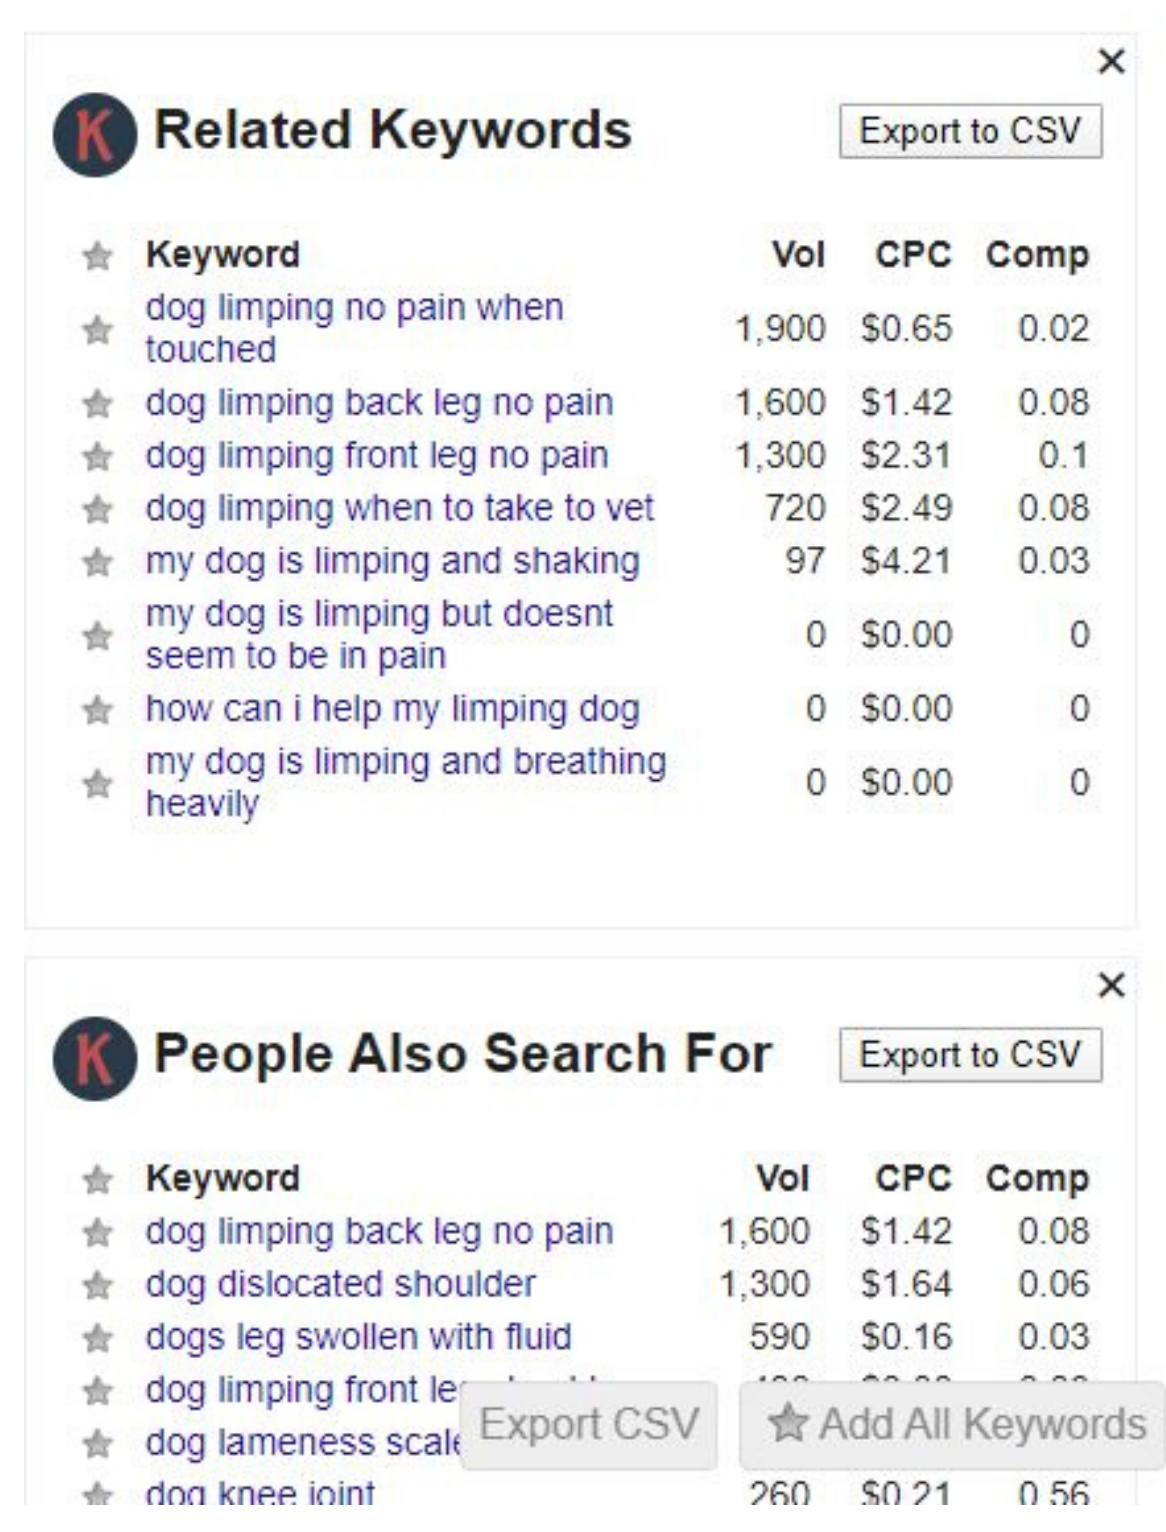 K Related Keywords Export to CSV
Keyword Vol CPC Comp
dog limping no pain when
touched 1,900 $0.65 0.02
dog limping back leg no pain 1,600 $1.42 0.08
dog limping front leg no pain 1,300 $2.31 0.1
dog limping when to take to vet 720 $2.49 0.08
my dog is limping and shaking 97 $4.21 0.03
my dog is limping but doesnt
seem to be in pain 0 $0.00 0
how can i help my limping dog 0 $0.00 0
my dog is limping and breathing
heavily 0 $0.00 0
K People Also Search For Export to CSV
Keyword Vol CPC Comp
dog limping back leg no pain 1,600 $1.42 0.08
dog dislocated shoulder 1,300 $1.64 0.06
dogs leg swollen with fluid 590 $0.16 0.03
dog limping front
Export CSV Add All Keywords
dog lameness scale
dog knee joint 260 $0.21 0.56